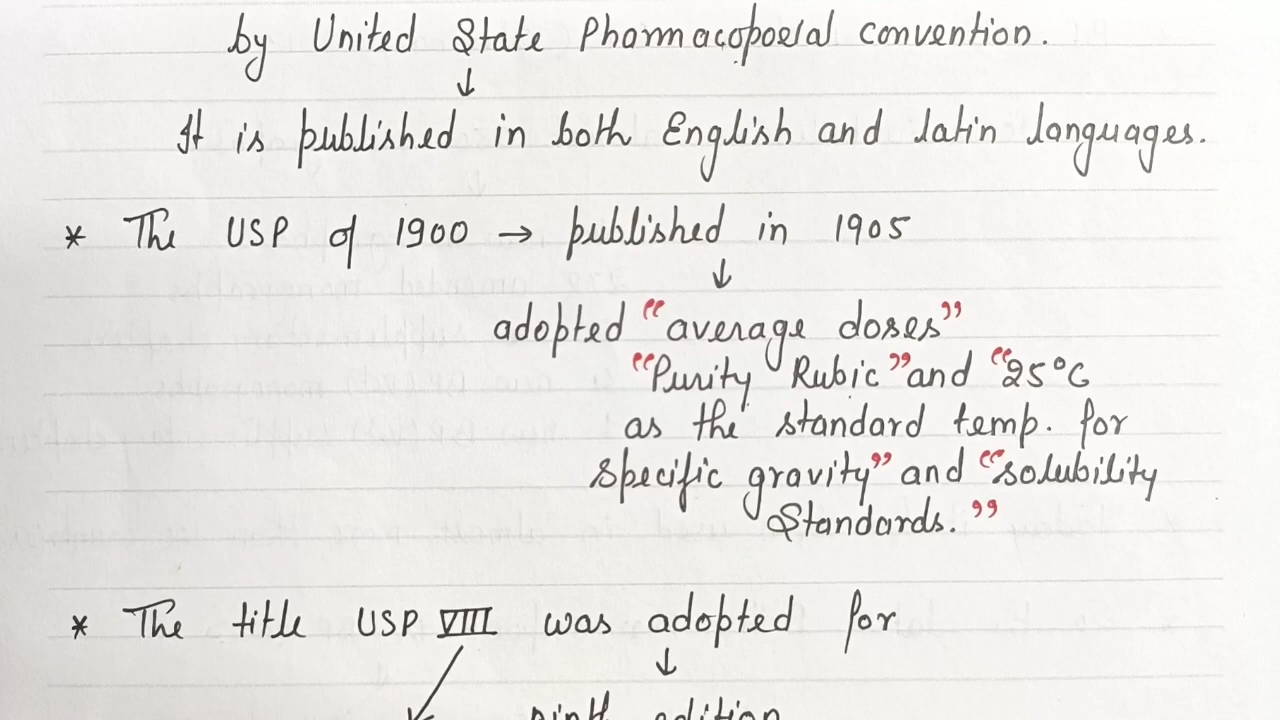 by United State Pharmacopoeial convention.
↓
It is published in both English and latin languages.
* The USP of 1900 → published in 1905
↓
adopted "average doses"
"Purity Rubic" and "25°C
as the standard temp. for
specific gravity" and "solubility
Standards."
* The title USP VIII was adopted for
↓
ninth edition